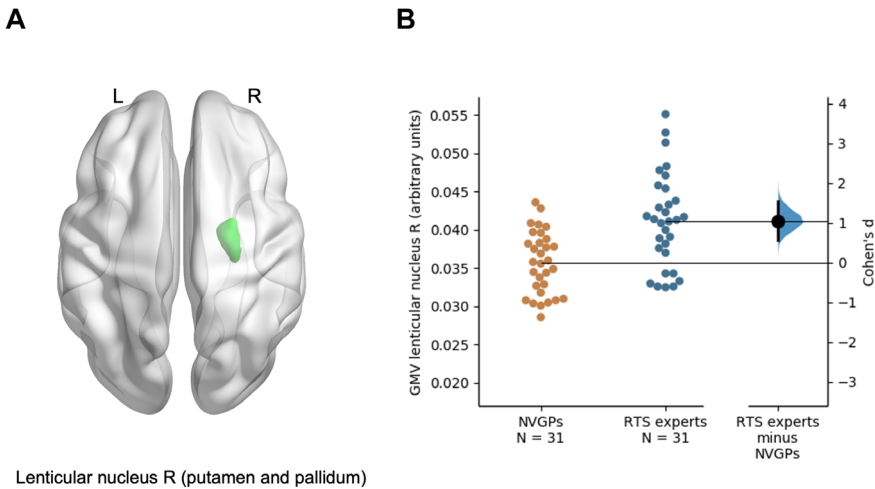 A
B
L
R
Lenticular nucleus R (putamen and pallidum)
GMV lenticular nucleus R (arbitrary units)
0.055
0.050
0.045
0.040
0.035
0.030
0.025
0.020
NVGPs
N = 31
RTS experts
N = 31
RTS experts
minus
NVGPs
4
3
2
1
0
−1
−2
−3
Cohen's d